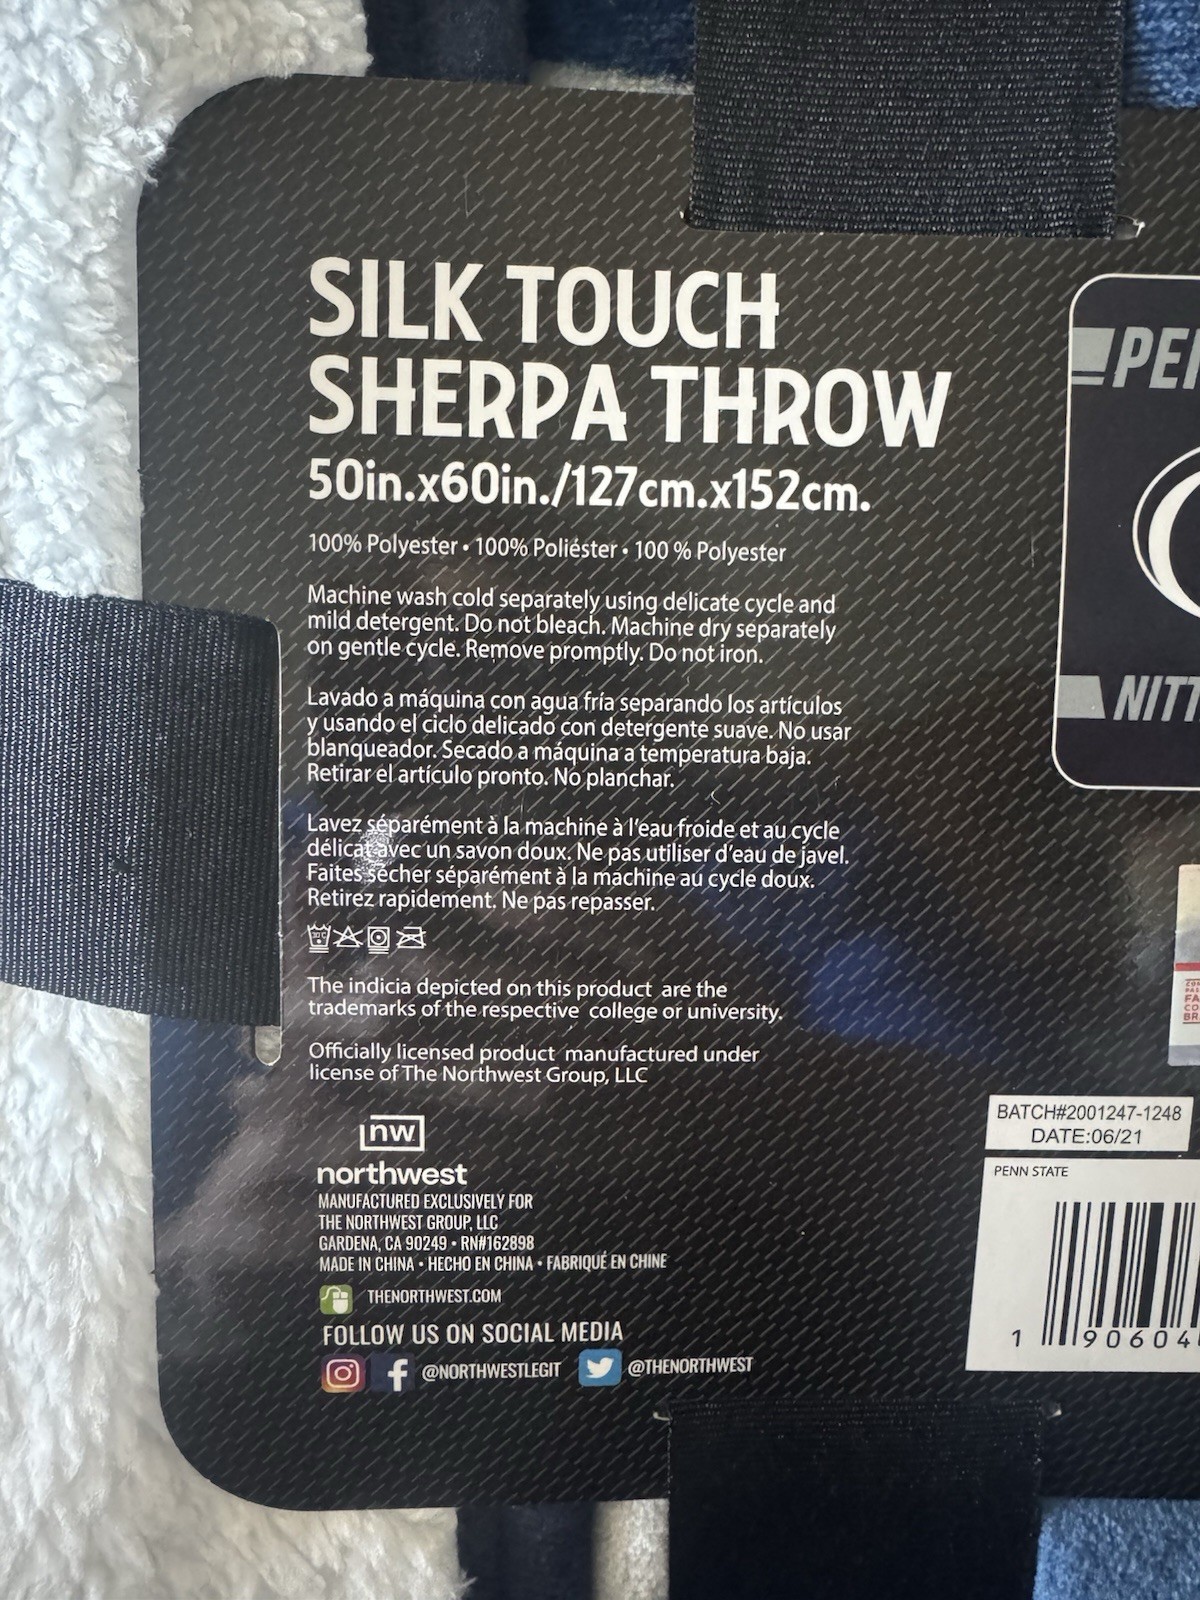 SILK TOUCH
SHERPA THROW
50in.x60in./127cm.x152cm.
100% Polyester • 100% Poliéster • 100 % Polyester
Machine wash cold separately using delicate cycle and
mild detergent. Do not bleach. Machine dry separately
on gentle cycle. Remove promptly. Do not iron.
Lavado a máquina con agua fría separando los artículos
y usando el ciclo delicado con detergente suave. No usar
blanqueador. Secado a máquina a temperatura baja.
Retirar el artículo pronto. No planchar.
Lavez séparément à la machine à l'eau froide et au cycle
délicat avec un savon doux. Ne pas utiliser d'eau de javel.
Faites sécher séparément à la machine au cycle doux.
Retirez rapidement. Ne pas repasser.
30°C
The indicia depicted on this product are the
trademarks of the respective college or university.
Officially licensed product manufactured under
license of The Northwest Group, LLC
nw
northwest
MANUFACTURED EXCLUSIVELY FOR
THE NORTHWEST GROUP, LLC
GARDENA, CA 90249 • RN#162898
MADE IN CHINA • HECHO EN CHINA • FABRIQUÉ EN CHINE
THENORTHWEST.COM
FOLLOW US ON SOCIAL MEDIA
@NORTHWESTLEGIT @THENORTHWEST
PE
NITT
FA
CO
BR
BATCH#2001247-1248
DATE:06/21
PENN STATE
1 90604